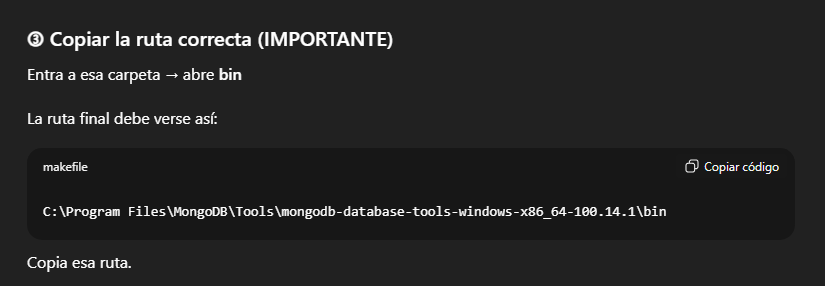 ③ Copiar la ruta correcta (IMPORTANTE)
Entra a esa carpeta → abre bin
La ruta final debe verse así:
makefile
Copiar código
C:\Program Files\MongoDB\Tools\mongodb-database-tools-windows-x86_64-100.14.1\bin
Copia esa ruta.